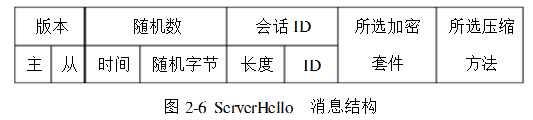 版本 随机数 会话 ID 所选加密 所选压缩
主 从 时间 随机字节 长度 ID 套件 方法
图 2-6 ServerHello 消息结构